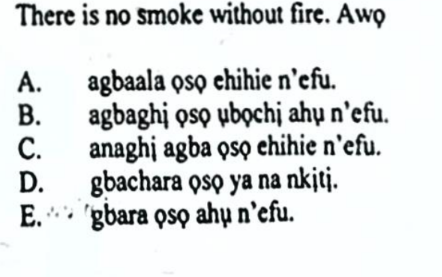 There is no smoke without fire. Awọ
A. agbaala ọsọ ehihie n'efu.
B. agbaghị ọsọ ụbọchị ahụ n'efu.
C. anaghị agba ọsọ ehihie n'efu.
D. gbachara ọsọ ya na nkịtị.
E. gbara ọsọ ahụ n'efu.